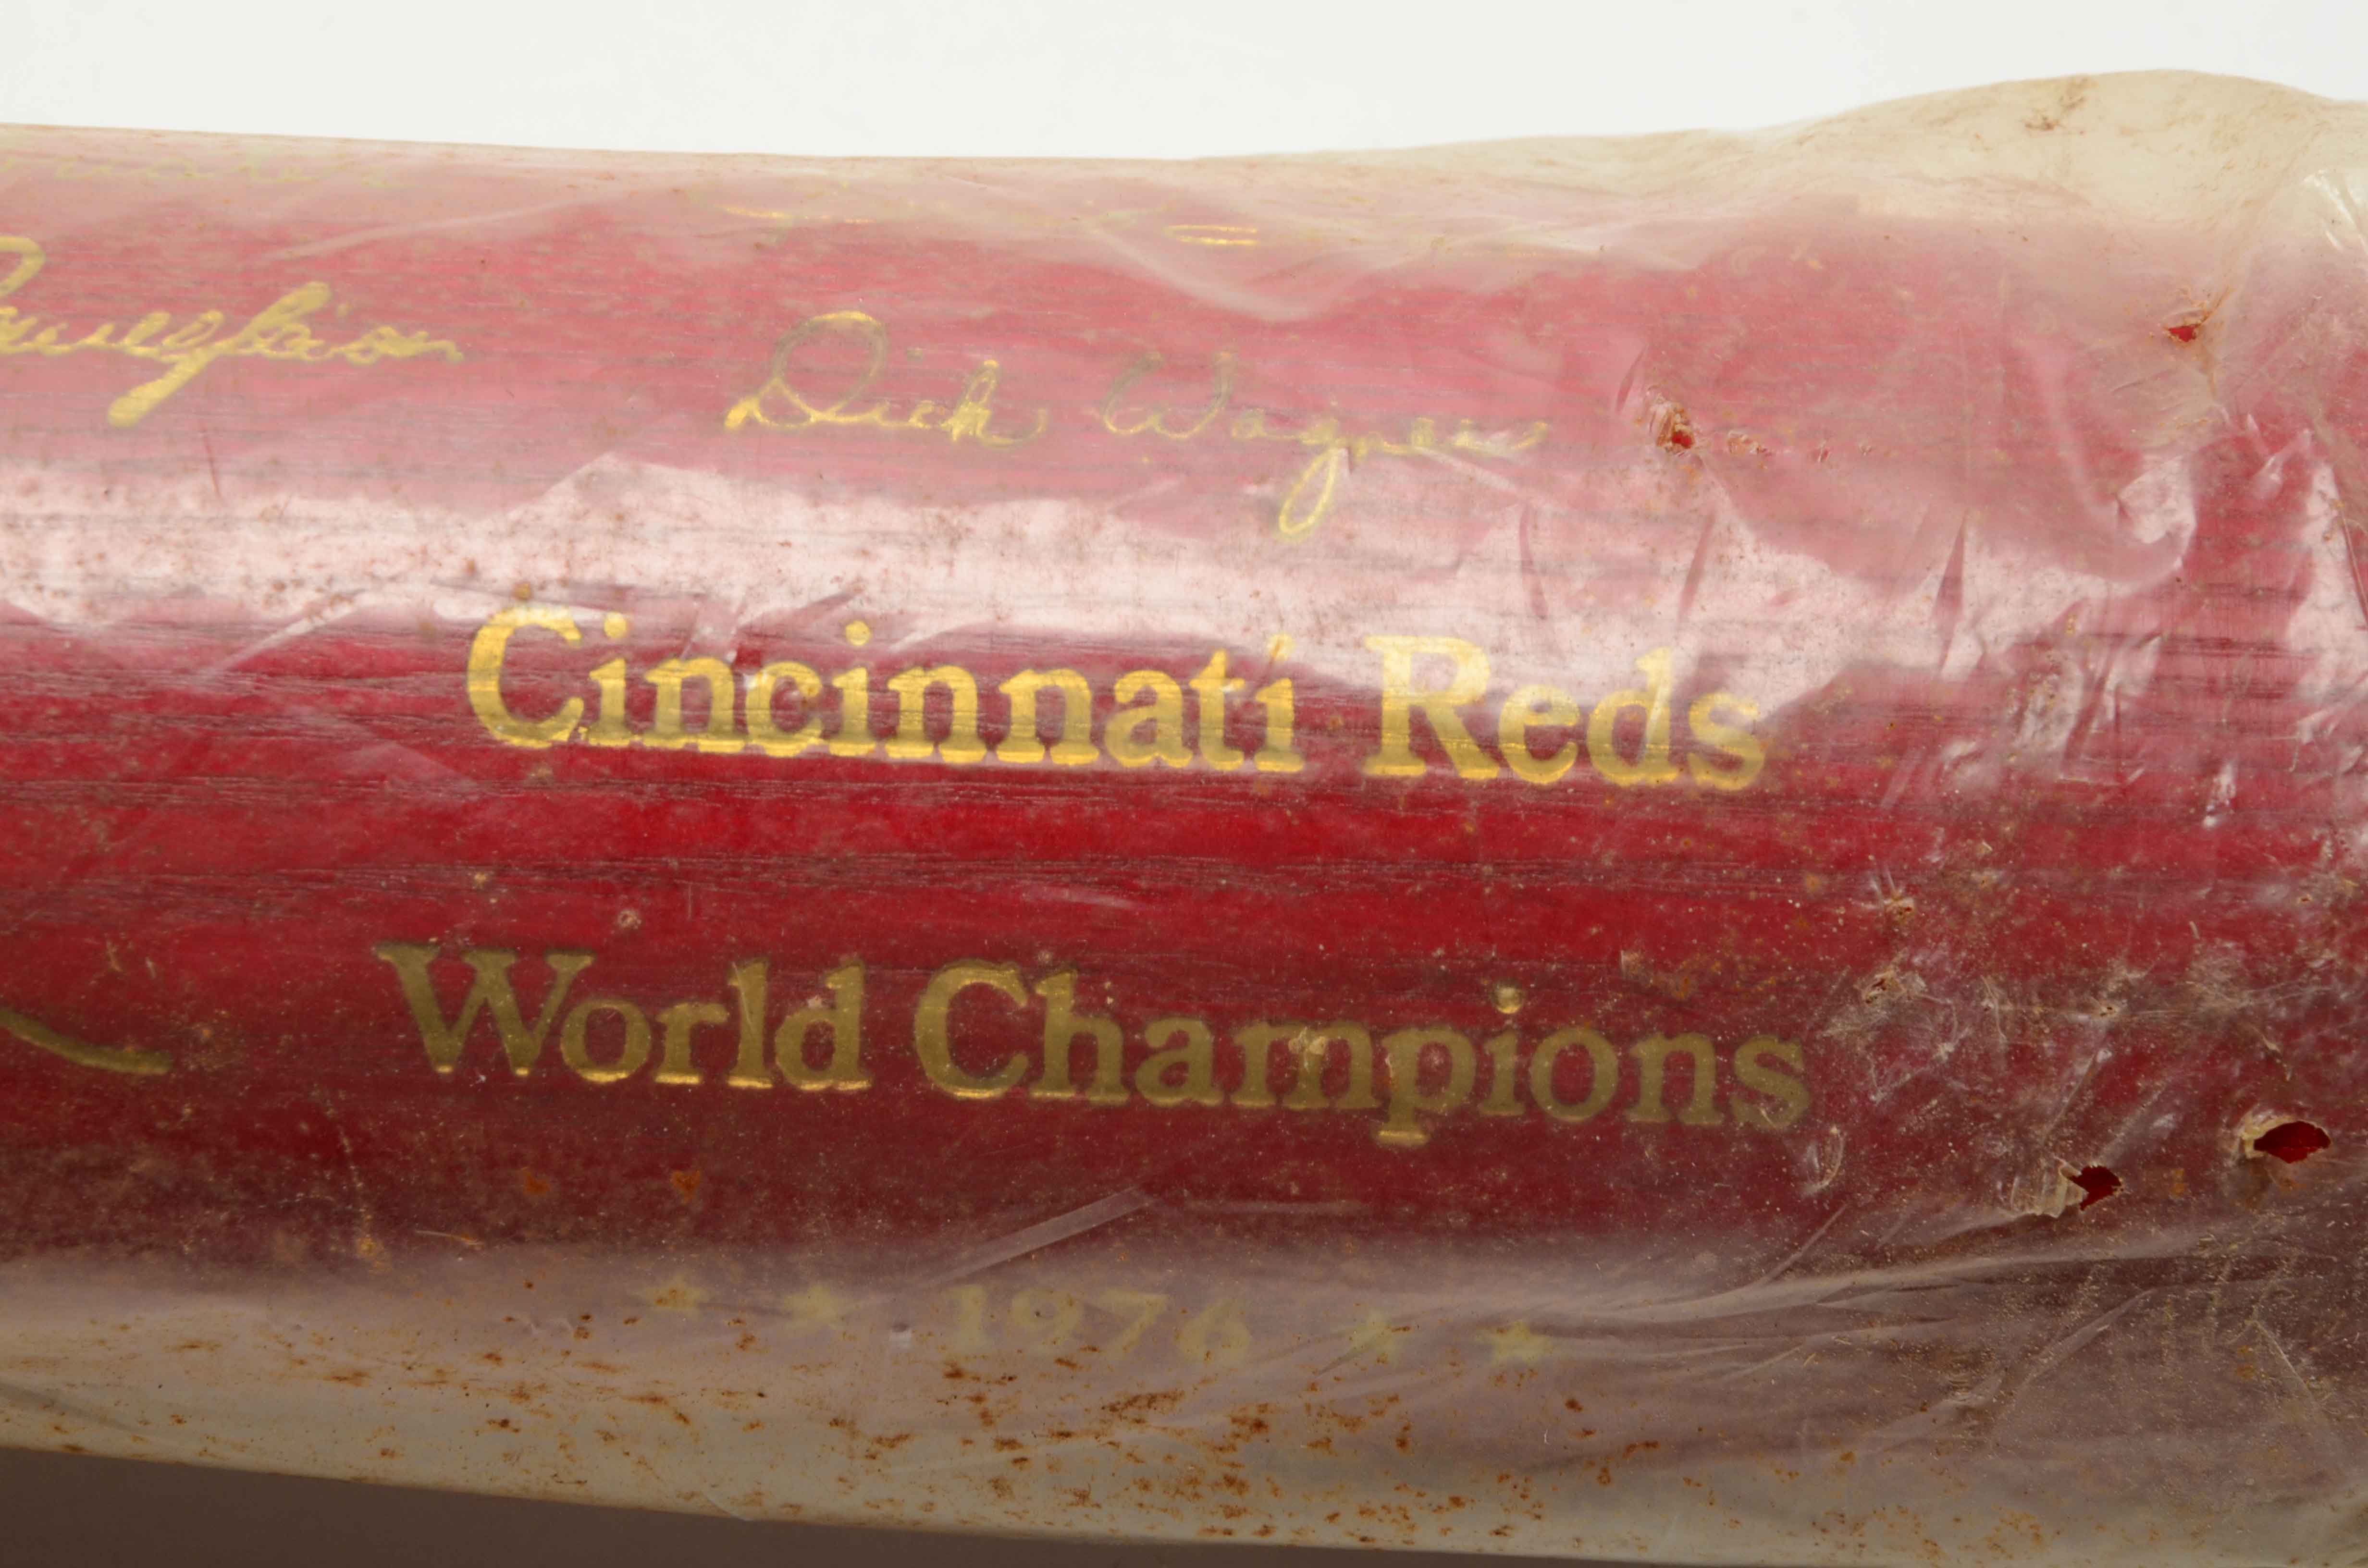 Dick Wagner
Cincinnati Reds
World Champions
★ ★ 1976 ★ ★